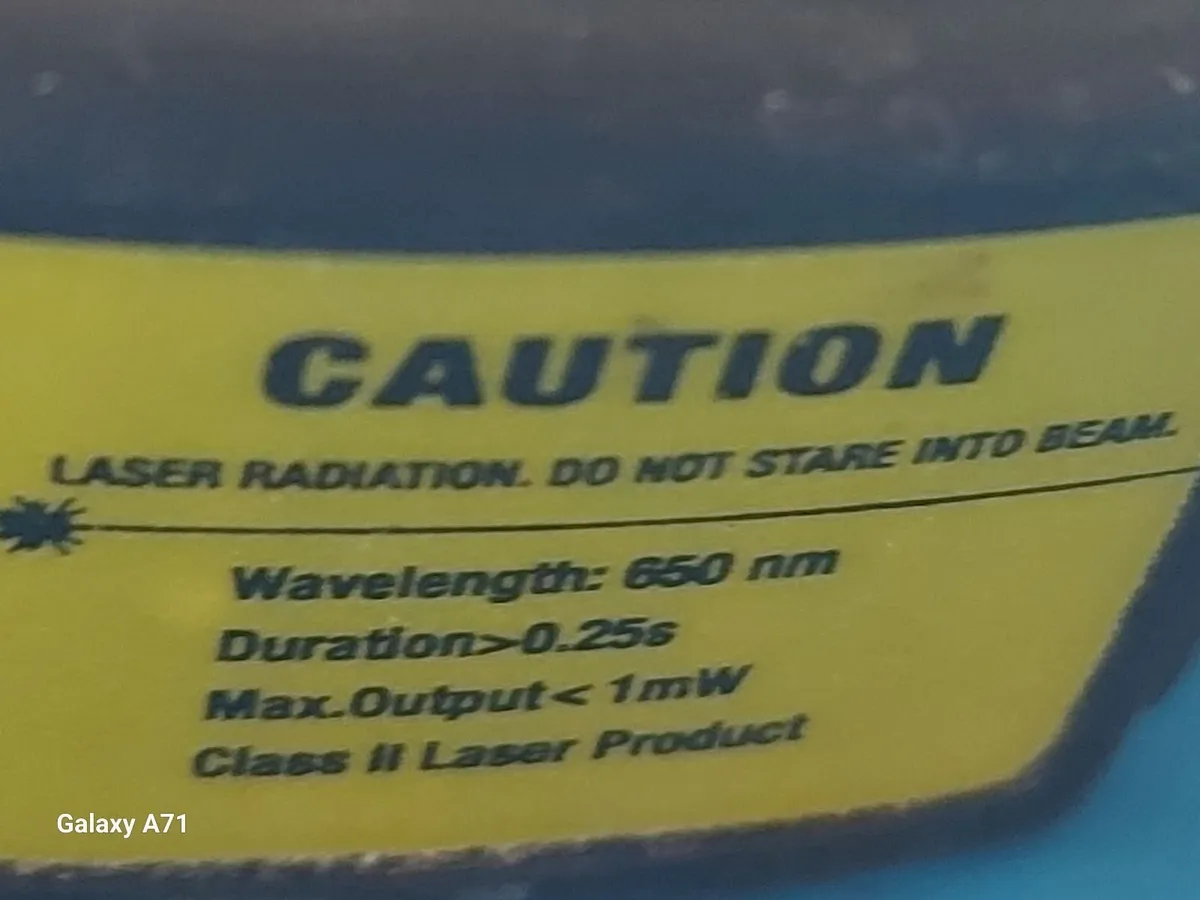 CAUTION
LASER RADIATION. DO NOT STARE INTO BEAM.
Wavelength: 650 nm
Duration>0.25s
Max.Output< 1mW
Class II Laser Product
Galaxy A71